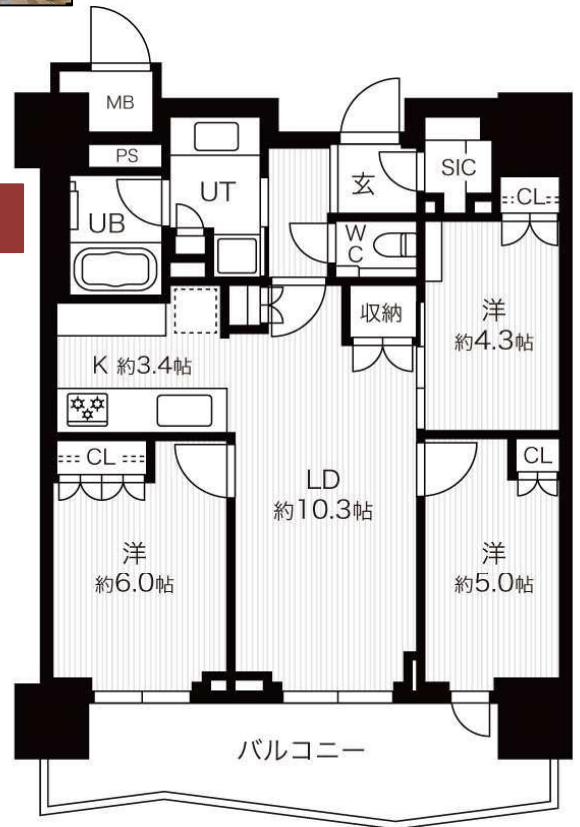 MB
PS
UT
UB
玄
SIC
CL
W
C
収納
洋
約4.3帖
K 約3.4帖
CL
CL
LD
約10.3帖
洋
約6.0帖
洋
約5.0帖
バルコニー